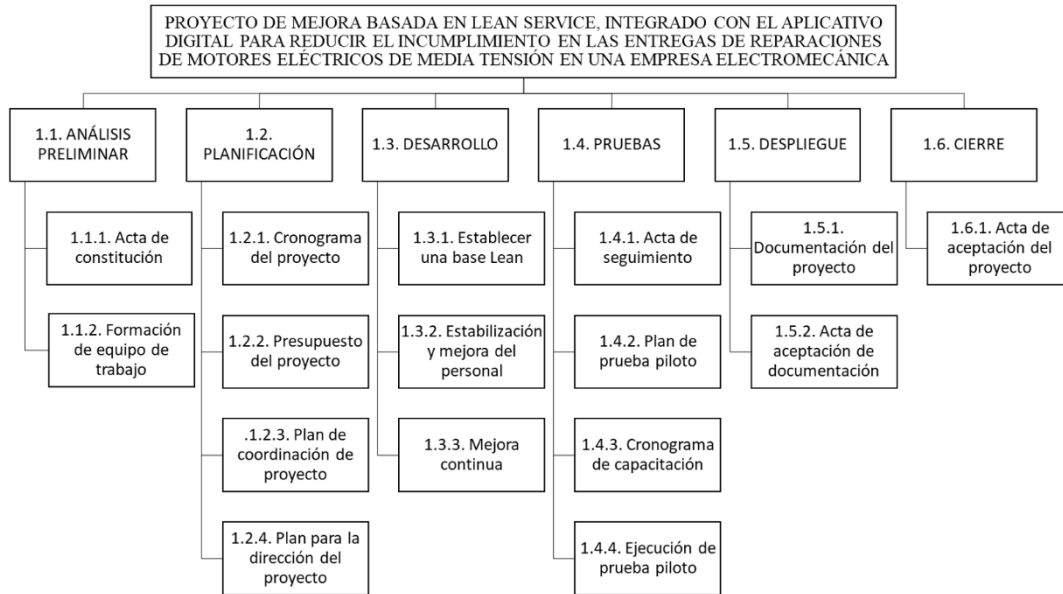 PROYECTO DE MEJORA BASADA EN LEAN SERVICE, INTEGRADO CON EL APLICATIVO
DIGITAL PARA REDUCIR EL INCUMPLIMIENTO EN LAS ENTREGAS DE REPARACIONES
DE MOTORES ELÉCTRICOS DE MEDIA TENSIÓN EN UNA EMPRESA ELECTROMECÁNICA
1.1. ANÁLISIS
PRELIMINAR
1.1.1. Acta de
constitución
1.1.2. Formación
de equipo de
trabajo
1.2.
PLANIFICACIÓN
1.2.1. Cronograma
del proyecto
1.2.2. Presupuesto
del proyecto
.1.2.3. Plan de
coordinación de
proyecto
1.2.4. Plan para la
dirección del
proyecto
1.3. DESARROLLO
1.3.1. Establecer
una base Lean
1.3.2. Estabilización
y mejora del
personal
1.3.3. Mejora
continua
1.4. PRUEBAS
1.4.1. Acta de
seguimiento
1.4.2. Plan de
prueba piloto
1.4.3. Cronograma
de capacitación
1.4.4. Ejecución de
prueba piloto
1.5. DESPLIEGUE
1.5.1.
Documentación del
proyecto
1.5.2. Acta de
aceptación de
documentación
1.6. CIERRE
1.6.1. Acta de
aceptación del
proyecto